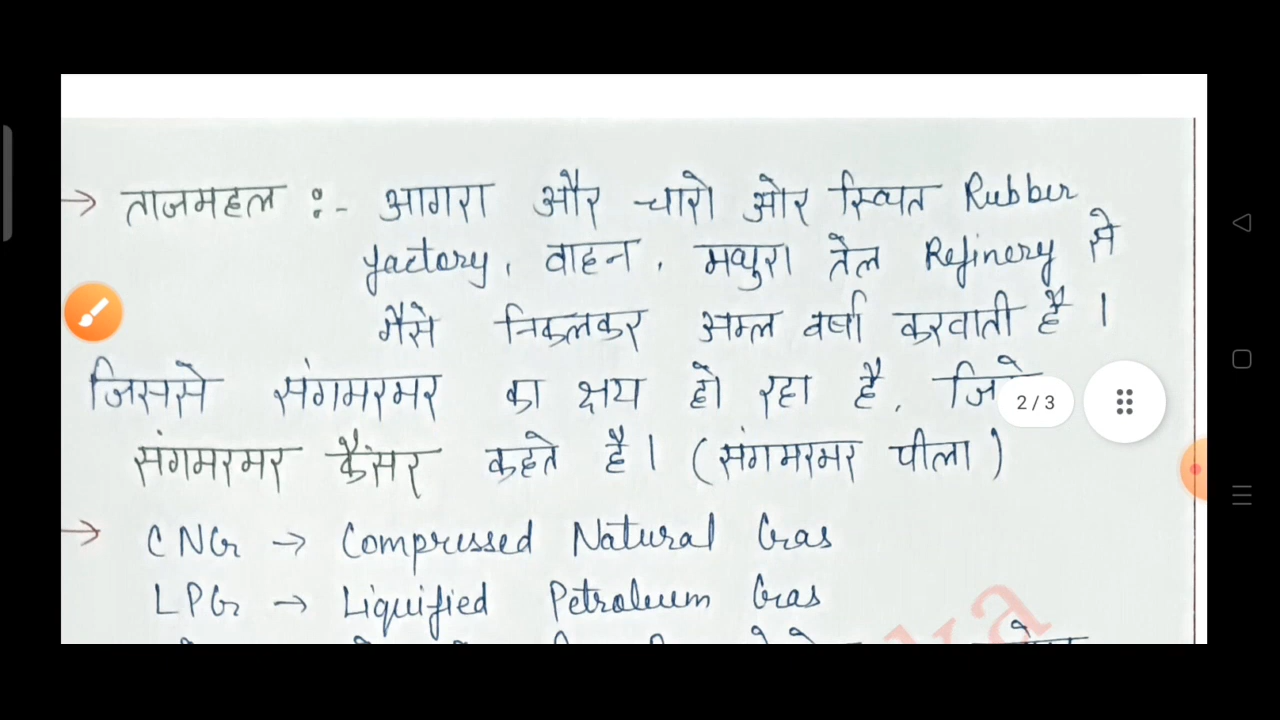 → ताजमहल :- आगरा और चारो ओर स्थित Rubber
factory, वाहन, मथुरा तेल Refinery से
गैसे निकलकर अम्ल वर्षा करवाती है।
जिससे संगमरमर का क्षय हो रहा है,
2/3
संगमरमर कैंसर कहते है। (संगमरमर पीला)
→ CNG → Compressed Natural Gas
LPG → Liquified Petroleum Gas